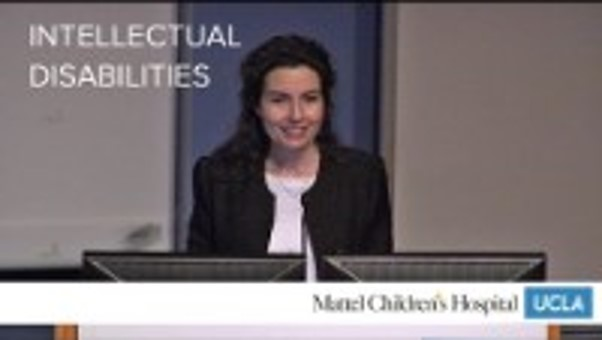 INTELLECTUAL
DISABILITIES
Mattel Children's Hospital UCLA